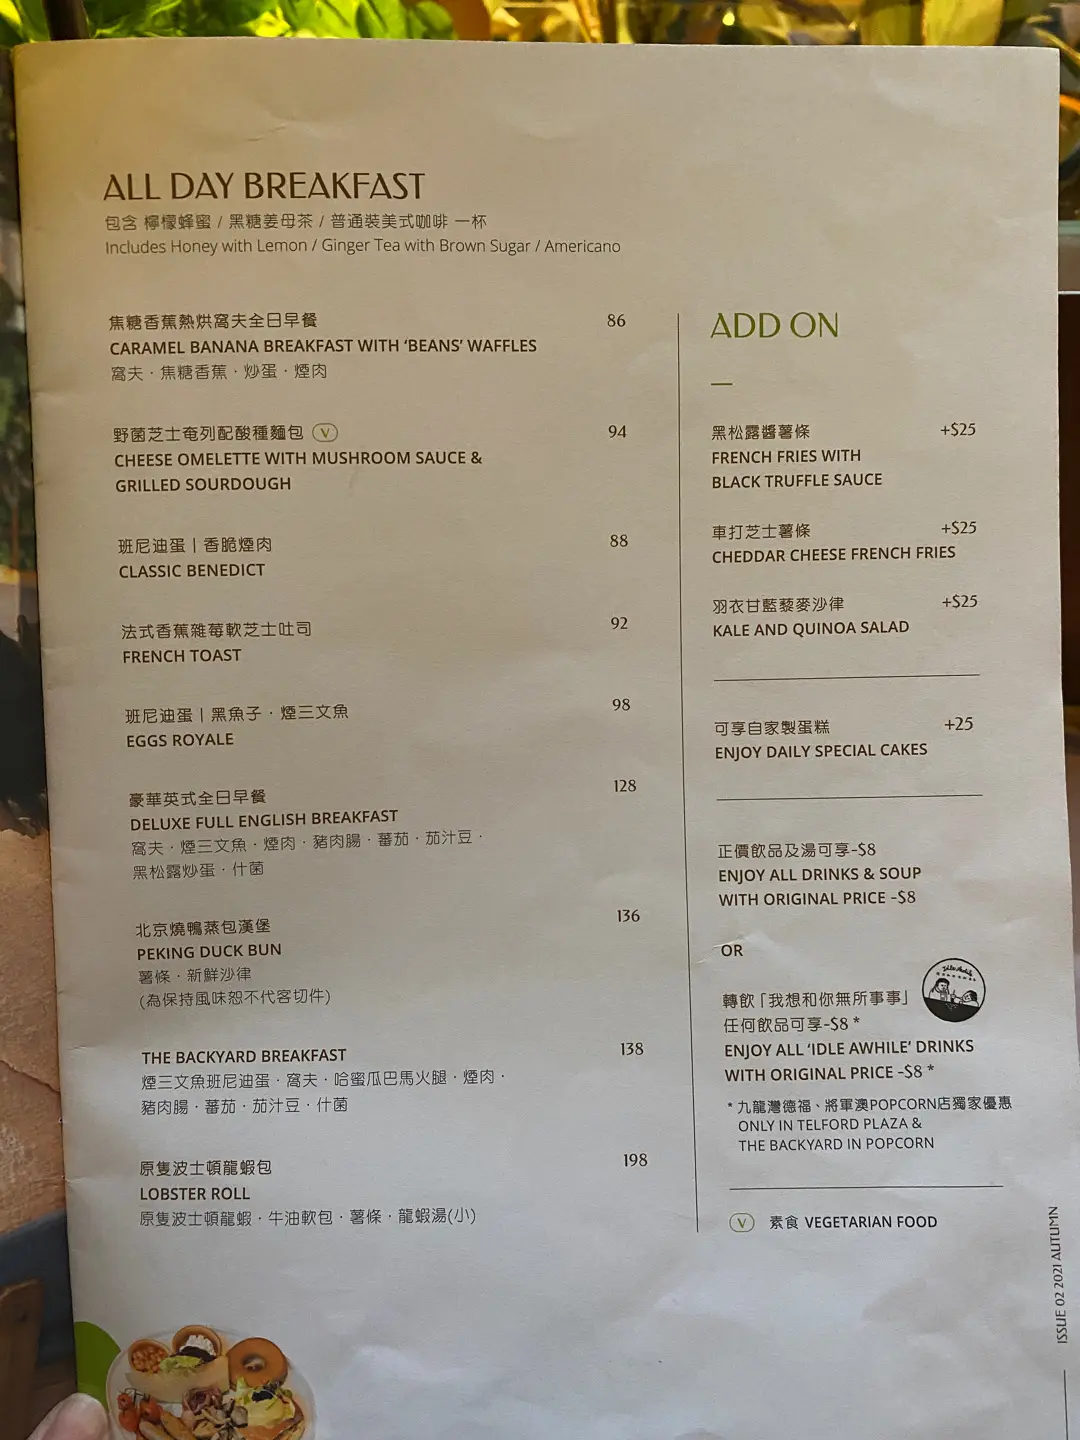 ALL DAY BREAKFAST
包含 檸檬蜂蜜 / 黑糖姜母茶 / 普通裝美式咖啡 一杯
Includes Honey with Lemon / Ginger Tea with Brown Sugar / Americano
焦糖香蕉熱烘窩夫全日早餐 86
CARAMEL BANANA BREAKFAST WITH ‘BEANS’ WAFFLES
窩夫 · 焦糖香蕉 · 炒蛋 · 煙肉
野菌芝士奄列配酸種麵包 V 94
CHEESE OMELETTE WITH MUSHROOM SAUCE &
GRILLED SOURDOUGH
班尼迪蛋 | 香脆煙肉 88
CLASSIC BENEDICT
法式香蕉雜莓軟芝士吐司 92
FRENCH TOAST
班尼迪蛋 | 黑魚子 · 煙三文魚 98
EGGS ROYALE
豪華英式全日早餐 128
DELUXE FULL ENGLISH BREAKFAST
窩夫 · 煙三文魚 · 煙肉 · 豬肉腸 · 蕃茄 · 茄汁豆 ·
黑松露炒蛋 · 什菌
北京燒鴨蒸包漢堡 136
PEKING DUCK BUN
薯條 · 新鮮沙律
(為保持風味恕不代客切件)
THE BACKYARD BREAKFAST 138
煙三文魚班尼迪蛋 · 窩夫 · 哈蜜瓜巴馬火腿 · 煙肉 ·
豬肉腸 · 蕃茄 · 茄汁豆 · 什菌
原隻波士頓龍蝦包 198
LOBSTER ROLL
原隻波士頓龍蝦 · 牛油軟包 · 薯條 · 龍蝦湯(小)
ADD ON
黑松露醬薯條 +$25
FRENCH FRIES WITH
BLACK TRUFFLE SAUCE
車打芝士薯條 +$25
CHEDDAR CHEESE FRENCH FRIES
羽衣甘藍藜麥沙律 +$25
KALE AND QUINOA SALAD
可享自家製蛋糕 +25
ENJOY DAILY SPECIAL CAKES
正價飲品及湯可享-$8
ENJOY ALL DRINKS & SOUP
WITH ORIGINAL PRICE -$8
OR
Idle Awhile
轉飲「我想和你無所事事」
任何飲品可享-$8 *
ENJOY ALL ‘IDLE AWHILE’ DRINKS
WITH ORIGINAL PRICE -$8 *
* 九龍灣德福、將軍澳POPCORN店獨家優惠
ONLY IN TELFORD PLAZA &
THE BACKYARD IN POPCORN
V 素食 VEGETARIAN FOOD
ISSUE 02 2021 AUTUMN